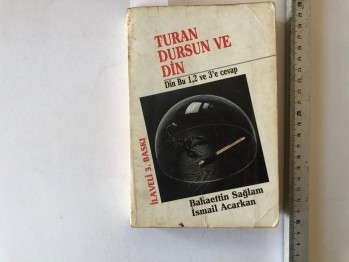 TURAN
DURSUN VE
DİN
Din Bu 1,2 ve 3'e cevap
İLAVELİ 3. BASKI
Bahaettin Sağlam
İsmail Acarkan